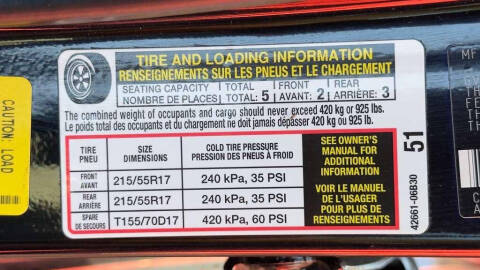 TIRE AND LOADING INFORMATION
RENSEIGNEMENTS SUR LES PNEUS ET LE CHARGEMENT
SEATING CAPACITY TOTAL FRONT REAR
NOMBRE DE PLACES: TOTAL: 5 AVANT: 2 ARRIÈRE: 3
The combined weight of occupants and cargo should never exceed 420 kg or 925 lbs.
Le poids total des occupants et du chargement ne doit jamais dépasser 420 kg ou 925 lb.
TIRE SIZE COLD TIRE PRESSURE
PNEU DIMENSIONS PRESSION DES PNEUS À FROID
FRONT
AVANT 215/55R17 240 kPa, 35 PSI
REAR
ARRIÈRE 215/55R17 240 kPa, 35 PSI
SPARE
DE SECOURS T155/70D17 420 kPa, 60 PSI
SEE OWNER'S
MANUAL FOR
ADDITIONAL
INFORMATION
VOIR LE MANUEL
DE L'USAGER
POUR PLUS DE
RENSEIGNEMENTS
51
42661-06B30
CAUTION: LOAD
MF